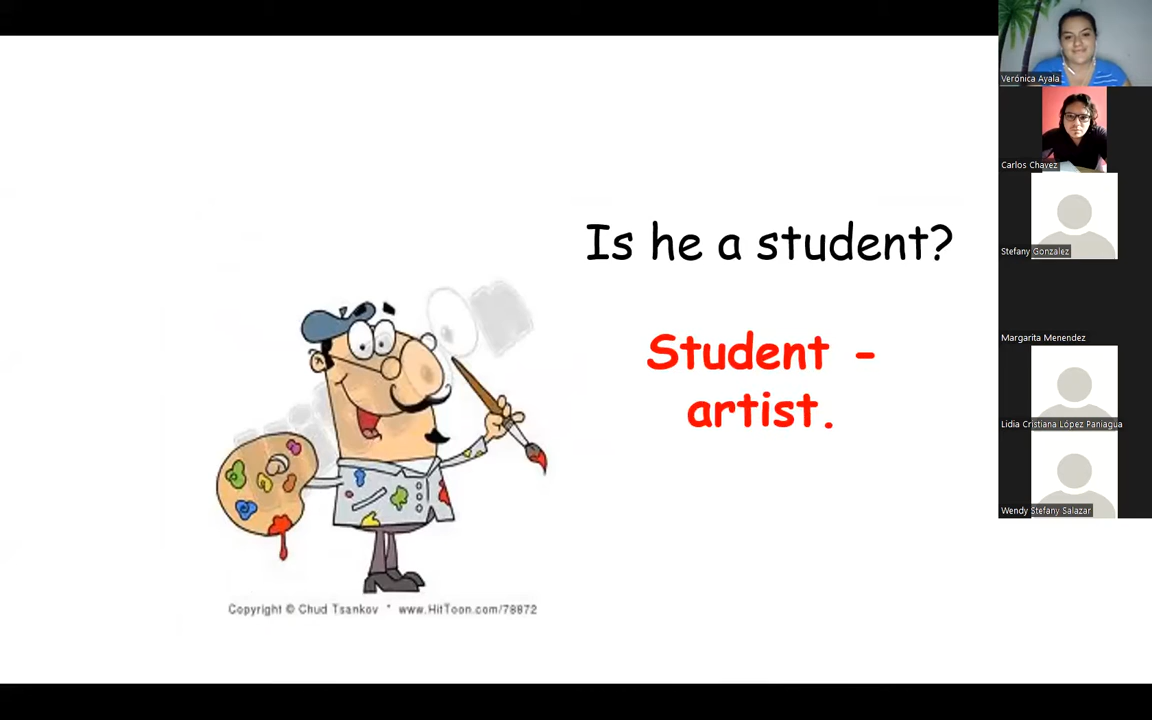 Is he a student?
Student -
artist.
Copyright © Chud Tsankov * www.HitToon.com/78872
Verónica Ayala
Carlos Chavez
Stefany Gonzalez
Margarita Menendez
Lidia Cristiana López Paniagua
Wendy Stefany Salazar